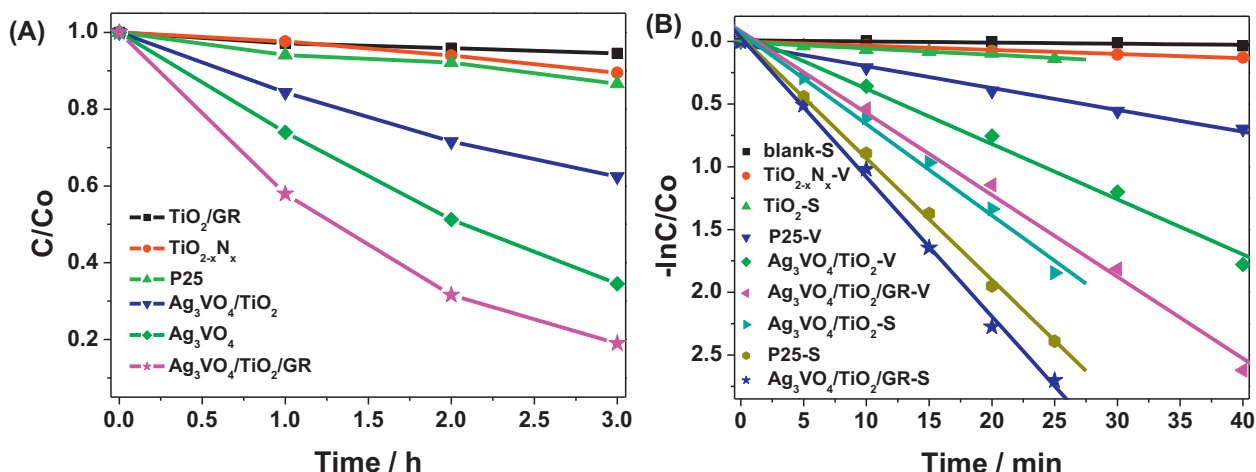 (A)
C/Co
1.0
0.8
0.6
0.4
0.2
TiO₂/GR
TiO₂₋ₓNₓ
P25
Ag₃VO₄/TiO₂
Ag₃VO₄
Ag₃VO₄/TiO₂/GR
0.0 0.5 1.0 1.5 2.0 2.5 3.0
Time / h
(B)
-lnC/Co
0.0
0.5
1.0
1.5
2.0
2.5
blank-S
TiO₂₋ₓNₓ-V
TiO₂-S
P25-V
Ag₃VO₄/TiO₂-V
Ag₃VO₄/TiO₂/GR-V
Ag₃VO₄/TiO₂-S
P25-S
Ag₃VO₄/TiO₂/GR-S
0 5 10 15 20 25 30 35 40
Time / min